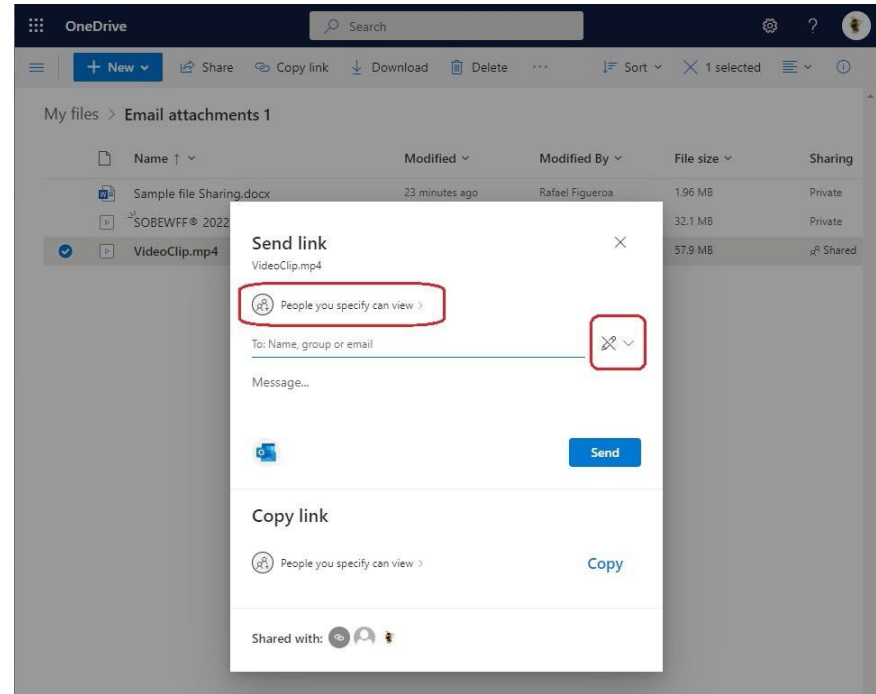 OneDrive
Search
?
New
Share
Copy link
Download
Delete
...
Sort
1 selected
My files > Email attachments 1
Name ↑
Modified
Modified By
File size
Sharing
Sample file Sharing.docx
23 minutes ago
Rafael Figueroa
1.96 MB
Private
SOBEWFF® 2022
32.1 MB
Private
VideoClip.mp4
57.9 MB
Shared
Send link
VideoClip.mp4
People you specify can view >
To: Name, group or email
Message...
Send
Copy link
People you specify can view >
Copy
Shared with: